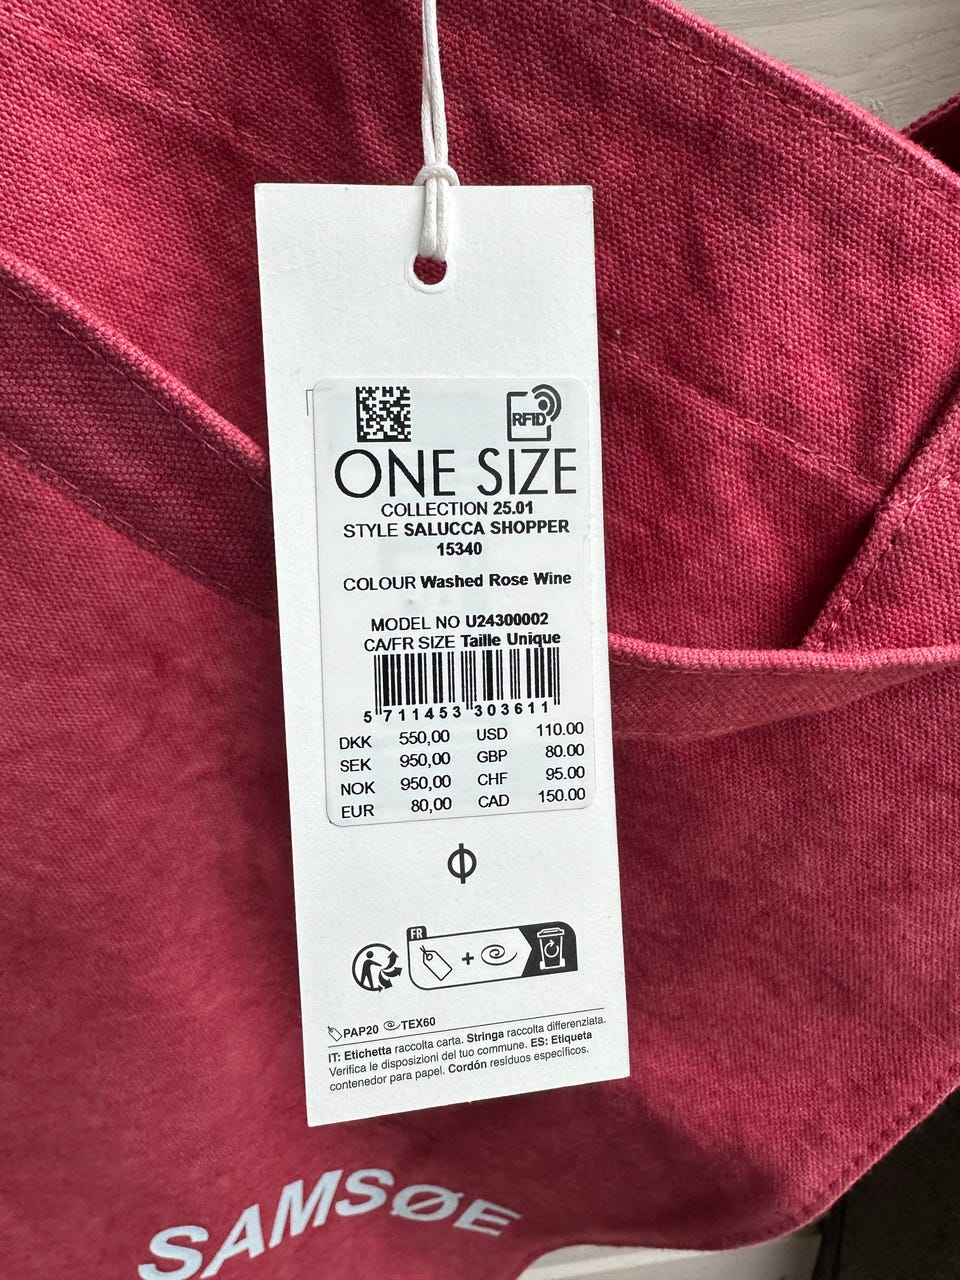 RFID
ONE SIZE
COLLECTION 25.01
STYLE SALUCCA SHOPPER
15340
COLOUR Washed Rose Wine
MODEL NO U24300002
CA/FR SIZE Taille Unique
5 711453 303611
DKK 550,00 USD 110.00
SEK 950,00 GBP 80.00
NOK 950,00 CHF 95.00
EUR 80,00 CAD 150.00
FR
+
PAP20 TEX60
IT: Etichetta raccolta carta. Stringa raccolta differenziata.
Verifica le disposizioni del tuo commune. ES: Etiqueta
contenedor para papel. Cordón residuos específicos.
SAMSØE